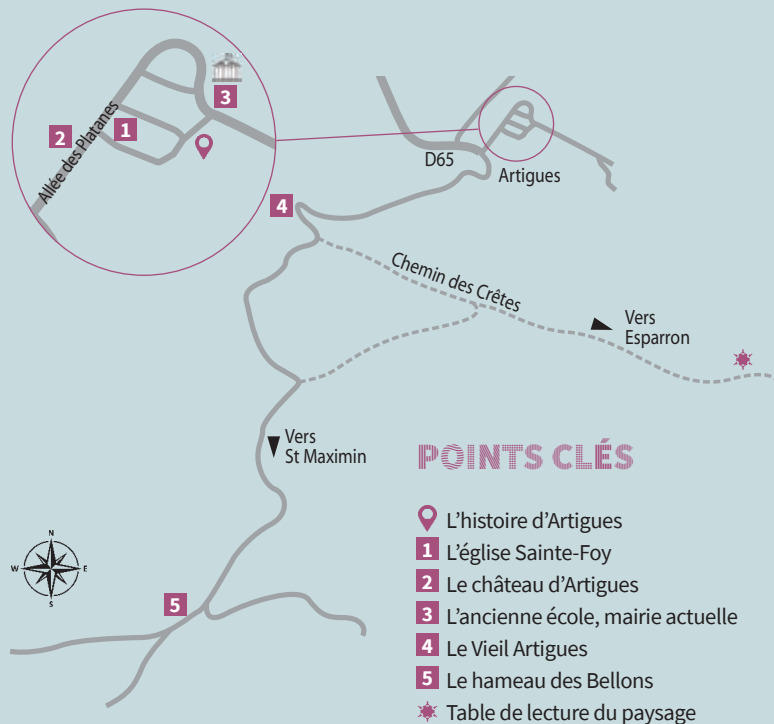 3
2
1
Allée des Platanes
D65
Artigues
4
Chemin des Crêtes
Vers
Esparron
Vers
St Maximin
POINTS CLÉS
N
W
E
S
L'histoire d'Artigues
1 L'église Sainte-Foy
2 Le château d'Artigues
3 L'ancienne école, mairie actuelle
4 Le Vieil Artigues
5
5 Le hameau des Bellons
Table de lecture du paysage